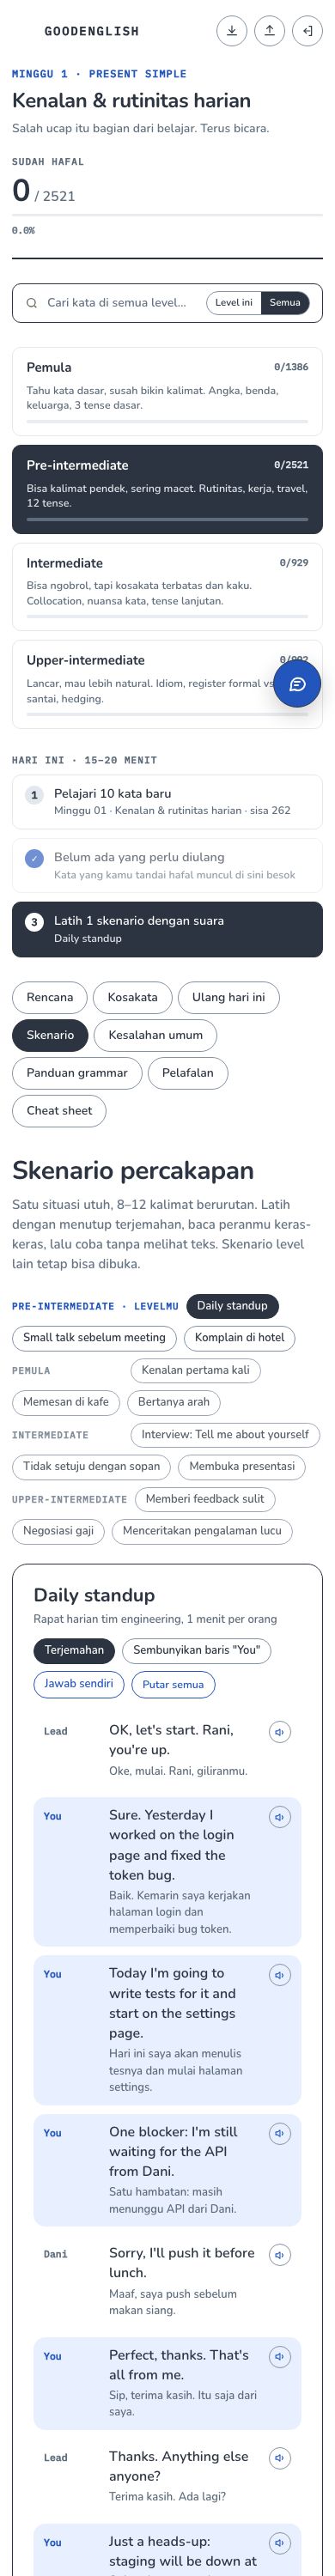 GOODENGLISH
MINGGU 1 · PRESENT SIMPLE
Kenalan & rutinitas harian
Salah ucap itu bagian dari belajar. Terus bicara.
SUDAH HAFAL
0 / 2521
0.0%
Cari kata di semua level... Level ini Semua
Pemula 0/1386
Tahu kata dasar, susah bikin kalimat. Angka, benda,
keluarga, 3 tense dasar.
Pre-intermediate 0/2521
Bisa kalimat pendek, sering macet. Rutinitas, kerja, travel,
12 tense.
Intermediate 0/929
Bisa ngobrol, tapi kosakata terbatas dan kaku.
Collocation, nuansa kata, tense lanjutan.
Upper-intermediate
Lancar, mau lebih natural. Idiom, register formal vs
santai, hedging.
HARI INI · 15–20 MENIT
1 Pelajari 10 kata baru
Minggu 01 · Kenalan & rutinitas harian · sisa 262
✓ Belum ada yang perlu diulang
Kata yang kamu tandai hafal muncul di sini besok
3 Latih 1 skenario dengan suara
Daily standup
Rencana Kosakata Ulang hari ini
Skenario Kesalahan umum
Panduan grammar Pelafalan
Cheat sheet
Skenario percakapan
Satu situasi utuh, 8–12 kalimat berurutan. Latih
dengan menutup terjemahan, baca peranmu keras-
keras, lalu coba tanpa melihat teks. Skenario level
lain tetap bisa dibuka.
PRE-INTERMEDIATE · LEVELMU Daily standup
Small talk sebelum meeting Komplain di hotel
PEMULA Kenalan pertama kali
Memesan di kafe Bertanya arah
INTERMEDIATE Interview: Tell me about yourself
Tidak setuju dengan sopan Membuka presentasi
UPPER-INTERMEDIATE Memberi feedback sulit
Negosiasi gaji Menceritakan pengalaman lucu
Daily standup
Rapat harian tim engineering, 1 menit per orang
Terjemahan Sembunyikan baris "You"
Jawab sendiri Putar semua
Lead OK, let's start. Rani,
you're up.
Oke, mulai. Rani, giliranmu.
You Sure. Yesterday I
worked on the login
page and fixed the
token bug.
Baik. Kemarin saya kerjakan
halaman login dan
memperbaiki bug token.
You Today I'm going to
write tests for it and
start on the settings
page.
Hari ini saya akan menulis
tesnya dan mulai halaman
settings.
You One blocker: I'm still
waiting for the API
from Dani.
Satu hambatan: masih
menunggu API dari Dani.
Dani Sorry, I'll push it before
lunch.
Maaf, saya push sebelum
makan siang.
You Perfect, thanks. That's
all from me.
Sip, terima kasih. Itu saja dari
saya.
Lead Thanks. Anything else
anyone?
Terima kasih. Ada lagi?
You Just a heads-up:
staging will be down at